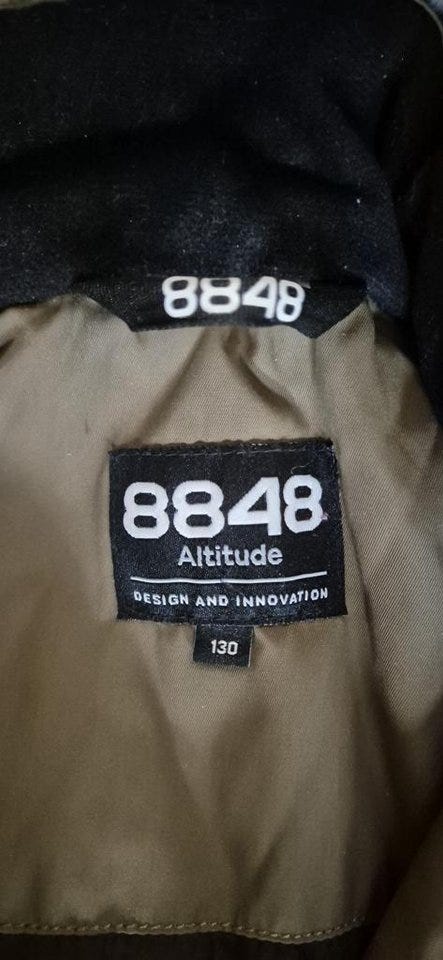 8848
8848
Altitude
DESIGN AND INNOVATION
130